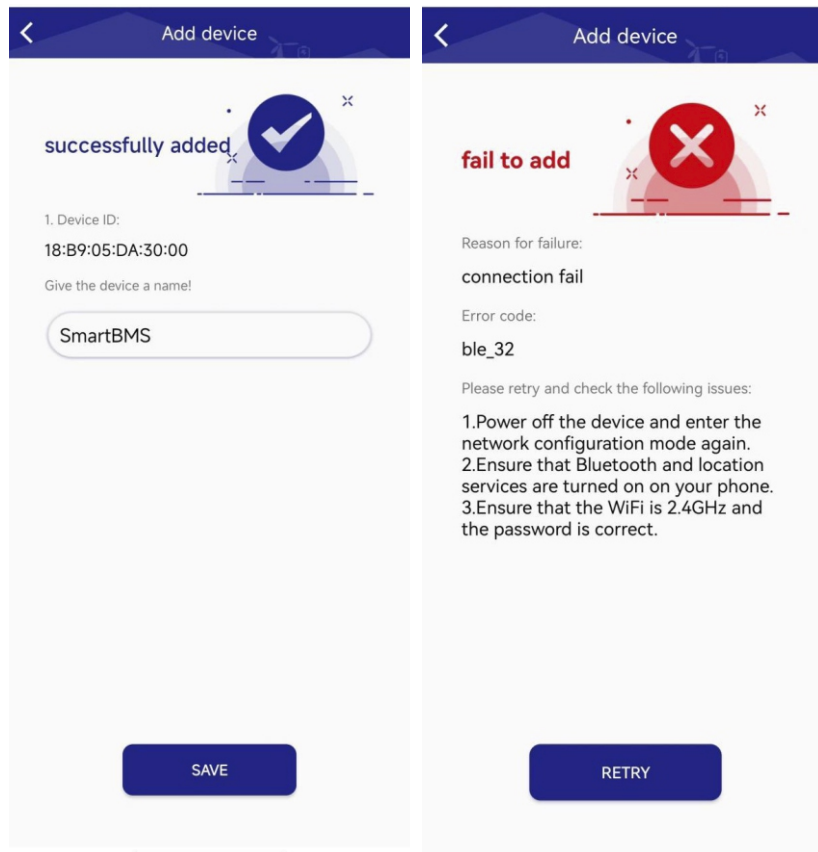 Add device
successfully added
1. Device ID:
18:B9:05:DA:30:00
Give the device a name!
SmartBMS
SAVE
Add device
fail to add
Reason for failure:
connection fail
Error code:
ble_32
Please retry and check the following issues:
1.Power off the device and enter the
network configuration mode again.
2.Ensure that Bluetooth and location
services are turned on on your phone.
3.Ensure that the WiFi is 2.4GHz and
the password is correct.
RETRY